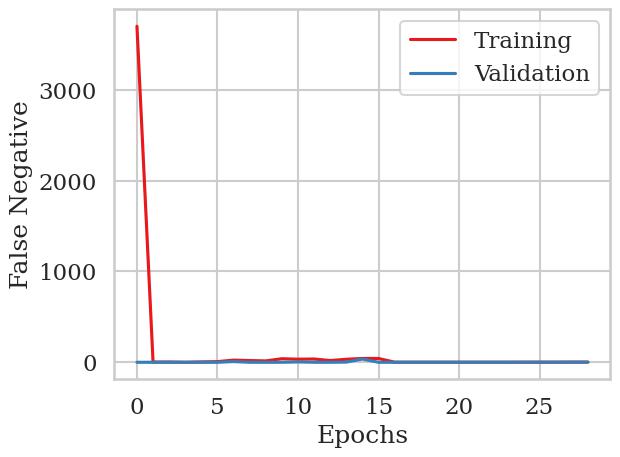 Training
Validation
3000
2000
1000
0
False Negative
0 5 10 15 20 25
Epochs